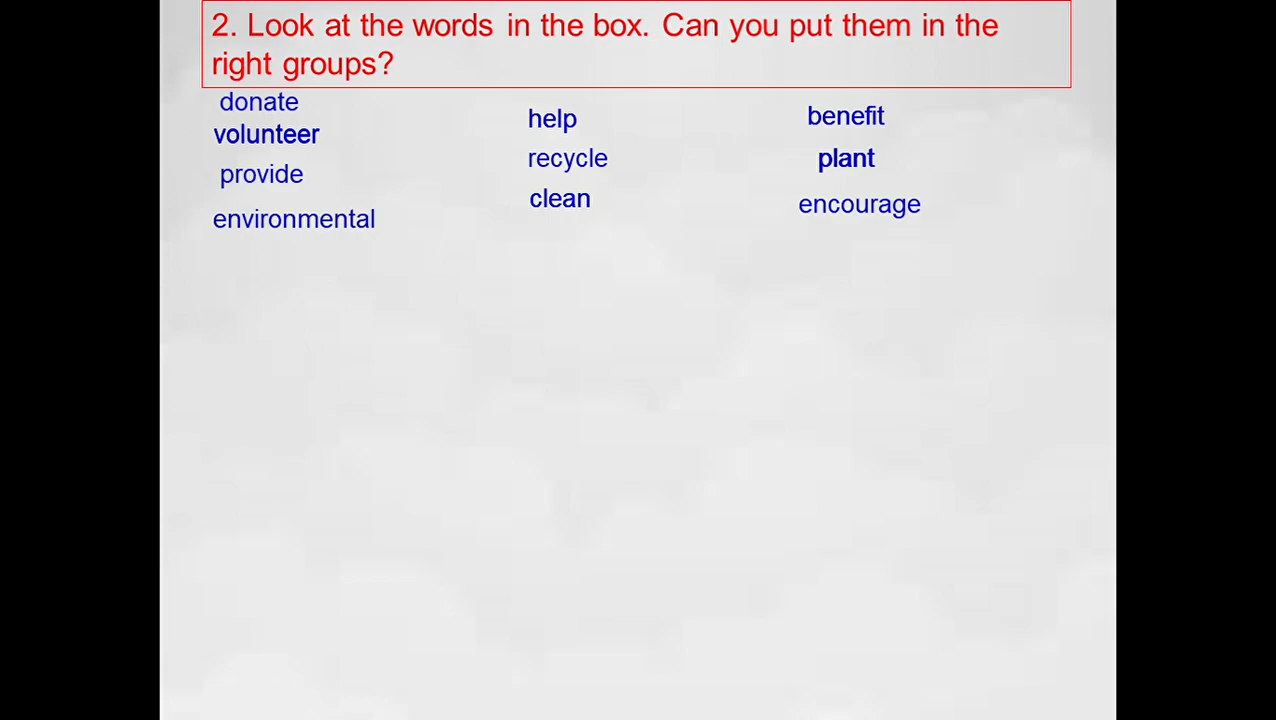 2. Look at the words in the box. Can you put them in the
right groups?
donate
volunteer
provide
environmental
help
recycle
clean
benefit
plant
encourage